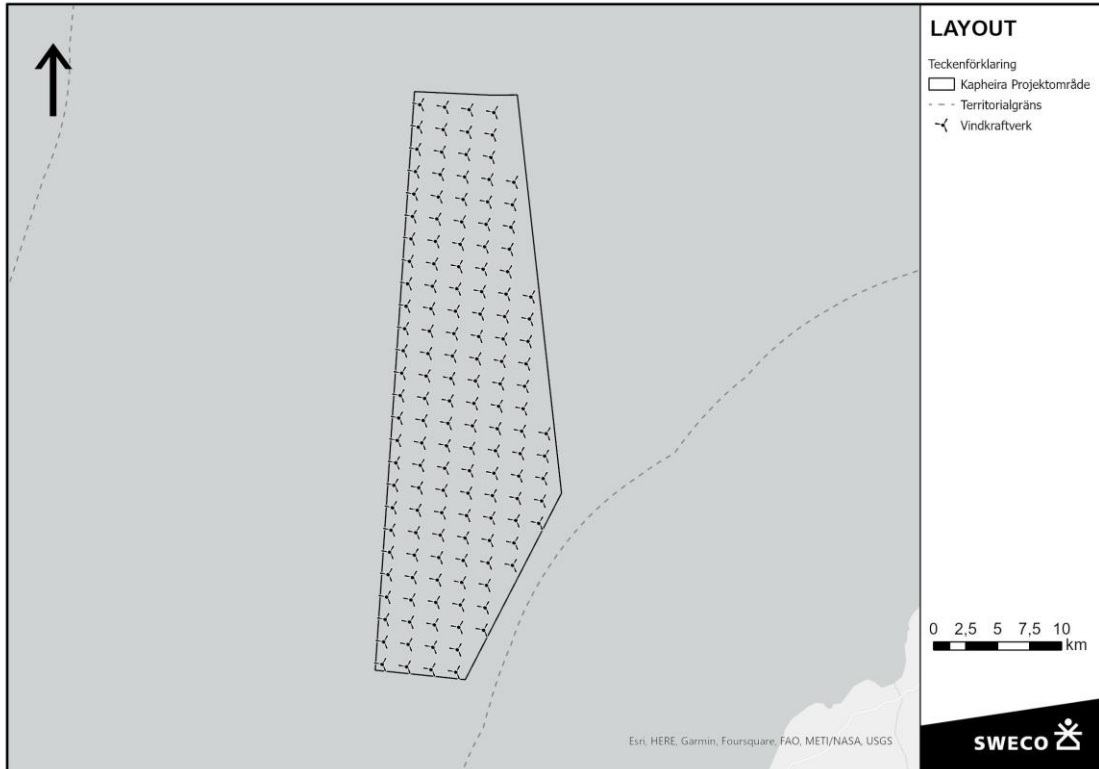 LAYOUT
Teckenförklaring
Kapheira Projektområde
Territorialgräns
Vindkraftverk
0 2,5 5 7,5 10
km
Esri, HERE, Garmin, Foursquare, FAO, METI/NASA, USGS
SWECO